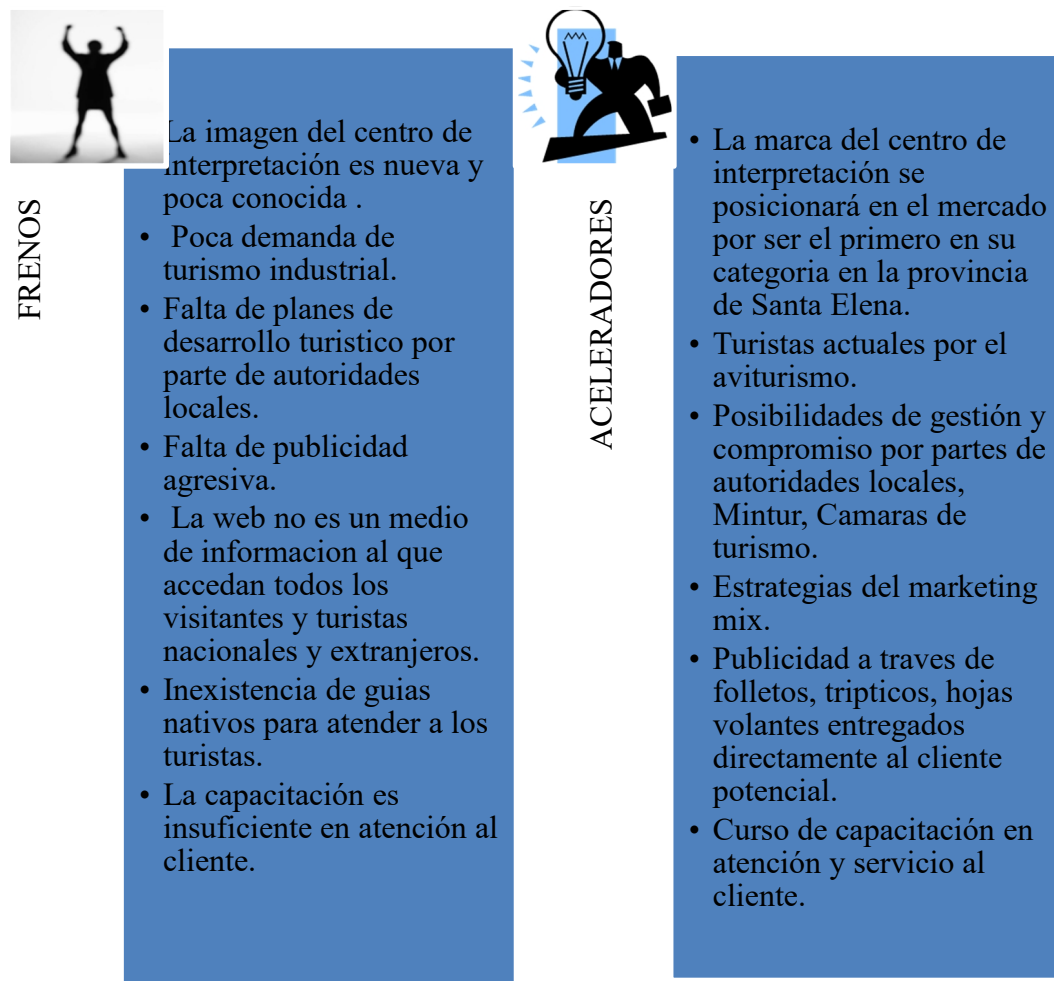 FRENOS
La imagen del centro de
interpretación es nueva y
poca conocida .
• Poca demanda de
turismo industrial.
• Falta de planes de
desarrollo turistico por
parte de autoridades
locales.
• Falta de publicidad
agresiva.
• La web no es un medio
de informacion al que
accedan todos los
visitantes y turistas
nacionales y extranjeros.
• Inexistencia de guias
nativos para atender a los
turistas.
• La capacitación es
insuficiente en atención al
cliente.
ACELERADORES
• La marca del centro de
interpretación se
posicionará en el mercado
por ser el primero en su
categoria en la provincia
de Santa Elena.
• Turistas actuales por el
aviturismo.
• Posibilidades de gestión y
compromiso por partes de
autoridades locales,
Mintur, Camaras de
turismo.
• Estrategias del marketing
mix.
• Publicidad a traves de
folletos, tripticos, hojas
volantes entregados
directamente al cliente
potencial.
• Curso de capacitación en
atención y servicio al
cliente.